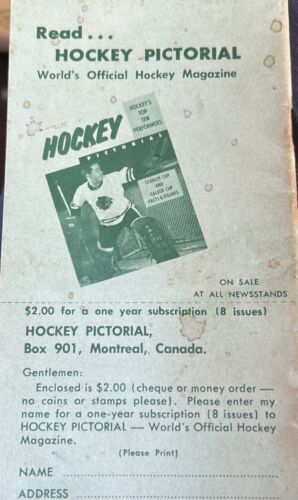 Read...
HOCKEY PICTORIAL
World's Official Hockey Magazine
HOCKEY'S
TOP
TEN
PERFORMERS
HOCKEY
PICTORIAL
STANLEY CUP
AND
CALDER CUP
FACTS & FIGURES
ON SALE
AT ALL NEWSSTANDS
$2.00 for a one year subscription (8 issues)
HOCKEY PICTORIAL,
Box 901, Montreal, Canada.
Gentlemen:
Enclosed is $2.00 (cheque or money order —
no coins or stamps please). Please enter my
name for a one-year subscription (8 issues) to
HOCKEY PICTORIAL — World's Official Hockey
Magazine.
(Please Print)
NAME
ADDRESS